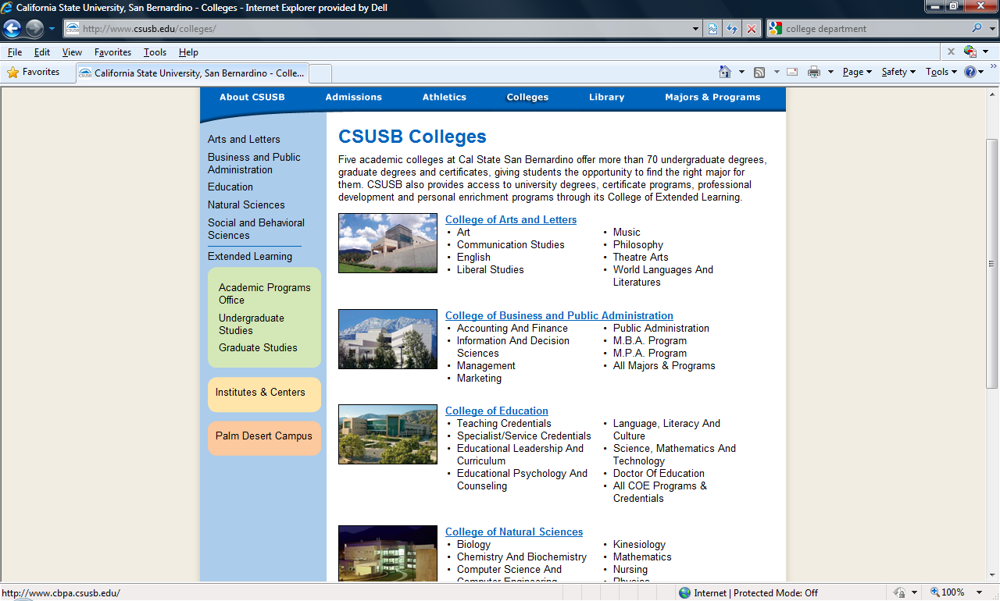 California State University, San Bernardino - Colleges - Internet Explorer provided by Dell
http://www.csusb.edu/colleges/
college department
File Edit View Favorites Tools Help
Favorites
CSUSB California State University, San Bernardino - Colle...
Page Safety Tools
About CSUSB Admissions Athletics Colleges Library Majors & Programs
Arts and Letters
Business and Public
Administration
Education
Natural Sciences
Social and Behavioral
Sciences
Extended Learning
Academic Programs
Office
Undergraduate
Studies
Graduate Studies
Institutes & Centers
Palm Desert Campus
CSUSB Colleges
Five academic colleges at Cal State San Bernardino offer more than 70 undergraduate degrees,
graduate degrees and certificates, giving students the opportunity to find the right major for
them. CSUSB also provides access to university degrees, certificate programs, professional
development and personal enrichment programs through its College of Extended Learning.
College of Arts and Letters
• Art
• Communication Studies
• English
• Liberal Studies
• Music
• Philosophy
• Theatre Arts
• World Languages And
Literatures
College of Business and Public Administration
• Accounting And Finance
• Information And Decision
Sciences
• Management
• Marketing
• Public Administration
• M.B.A. Program
• M.P.A. Program
• All Majors & Programs
College of Education
• Teaching Credentials
• Specialist/Service Credentials
• Educational Leadership And
Curriculum
• Educational Psychology And
Counseling
• Language, Literacy And
Culture
• Science, Mathematics And
Technology
• Doctor Of Education
• All COE Programs &
Credentials
College of Natural Sciences
• Biology
• Chemistry And Biochemistry
• Computer Science And
Computer Engineering
• Kinesiology
• Mathematics
• Nursing
• Physics
http://www.cbpa.csusb.edu/
Internet | Protected Mode: Off
100%